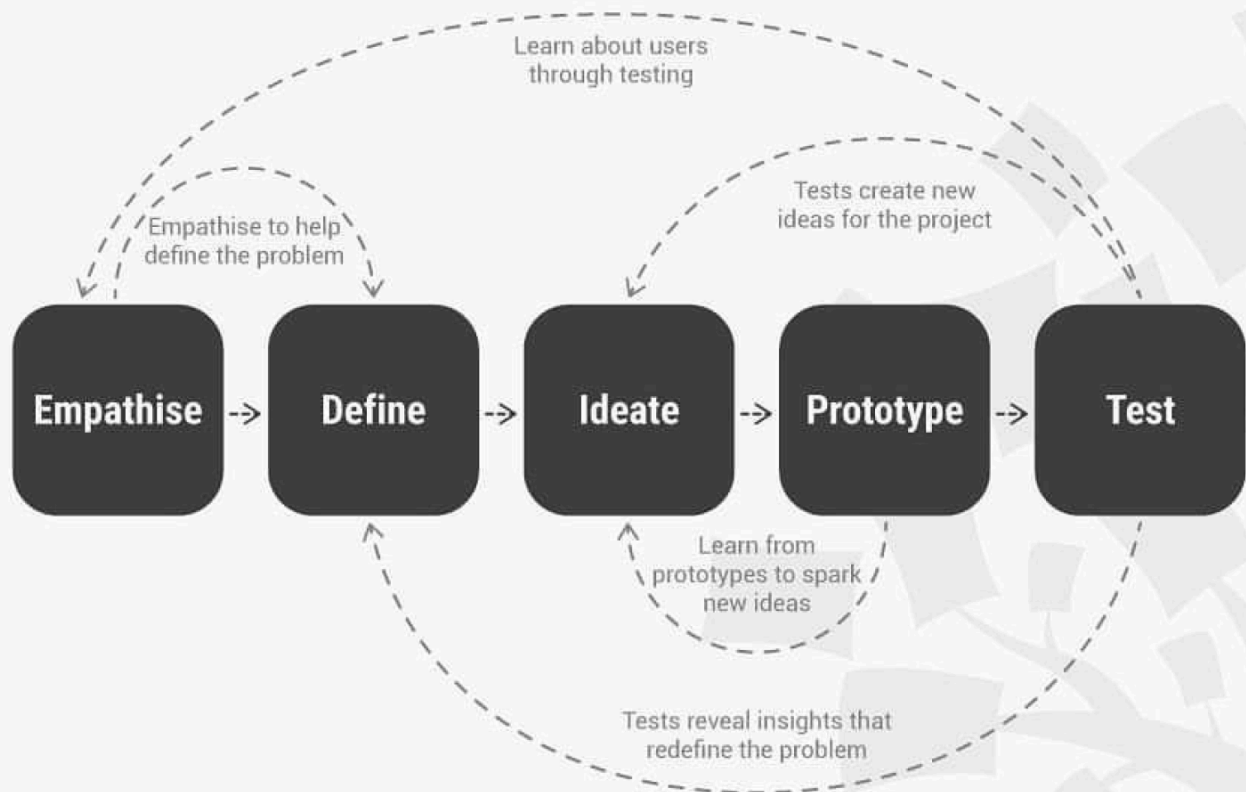 Learn about users
through testing
Tests create new
ideas for the project
Empathise to help
define the problem
Empathise
Define
Ideate
Prototype
Test
Learn from
prototypes to spark
new ideas
Tests reveal insights that
redefine the problem